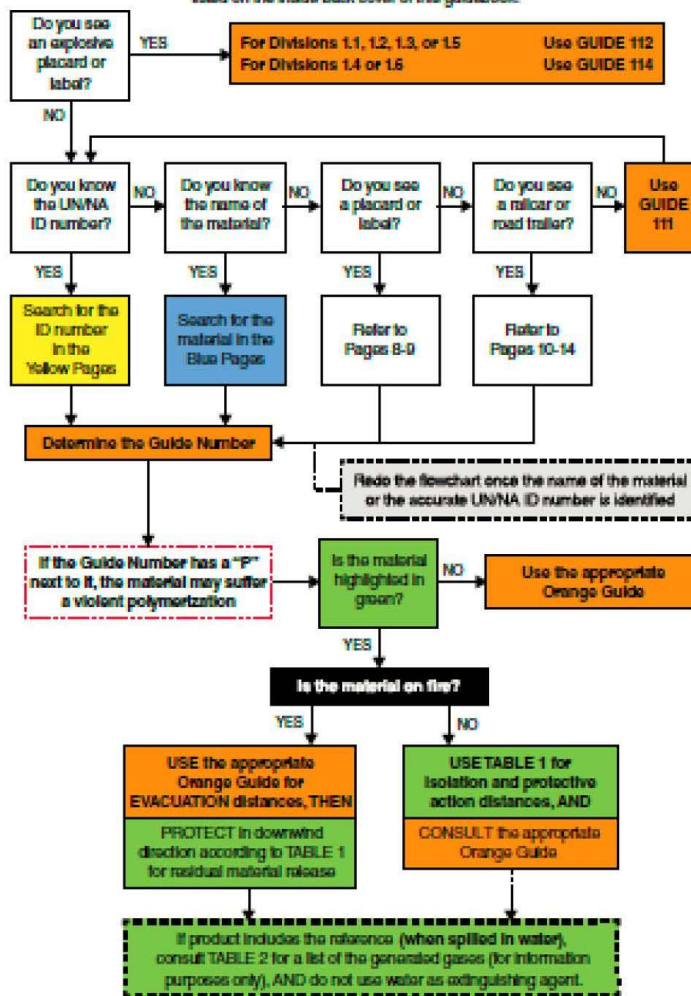 listed on the inside back cover of this guidebook.
Do you see
an explosive
placard or
label?
YES
For Divisions 1.1, 1.2, 1.3, or 1.5 Use GUIDE 112
For Divisions 1.4 or 1.6 Use GUIDE 114
NO
Do you know
the UN/NA
ID number?
NO
Do you know
the name of
the material?
NO
Do you see
a placard or
label?
NO
Do you see
a railcar or
road trailer?
NO
Use
GUIDE
111
YES
YES
YES
YES
Search for the
ID number
in the
Yellow Pages
Search for the
material in the
Blue Pages
Refer to
Pages 8-9
Refer to
Pages 10-14
Determine the Guide Number
Redo the flowchart once the name of the material
or the accurate UN/NA ID number is identified
If the Guide Number has a "P"
next to it, the material may suffer
a violent polymerization
Is the material
highlighted in
green?
NO
Use the appropriate
Orange Guide
YES
Is the material on fire?
YES
NO
USE the appropriate
Orange Guide for
EVACUATION distances, THEN
PROTECT in downwind
direction according to TABLE 1
for residual material release
USE TABLE 1 for
isolation and protective
action distances, AND
CONSULT the appropriate
Orange Guide
If product includes the reference (when spilled in water),
consult TABLE 2 for a list of the generated gases (for information
purposes only), AND do not use water as extinguishing agent.